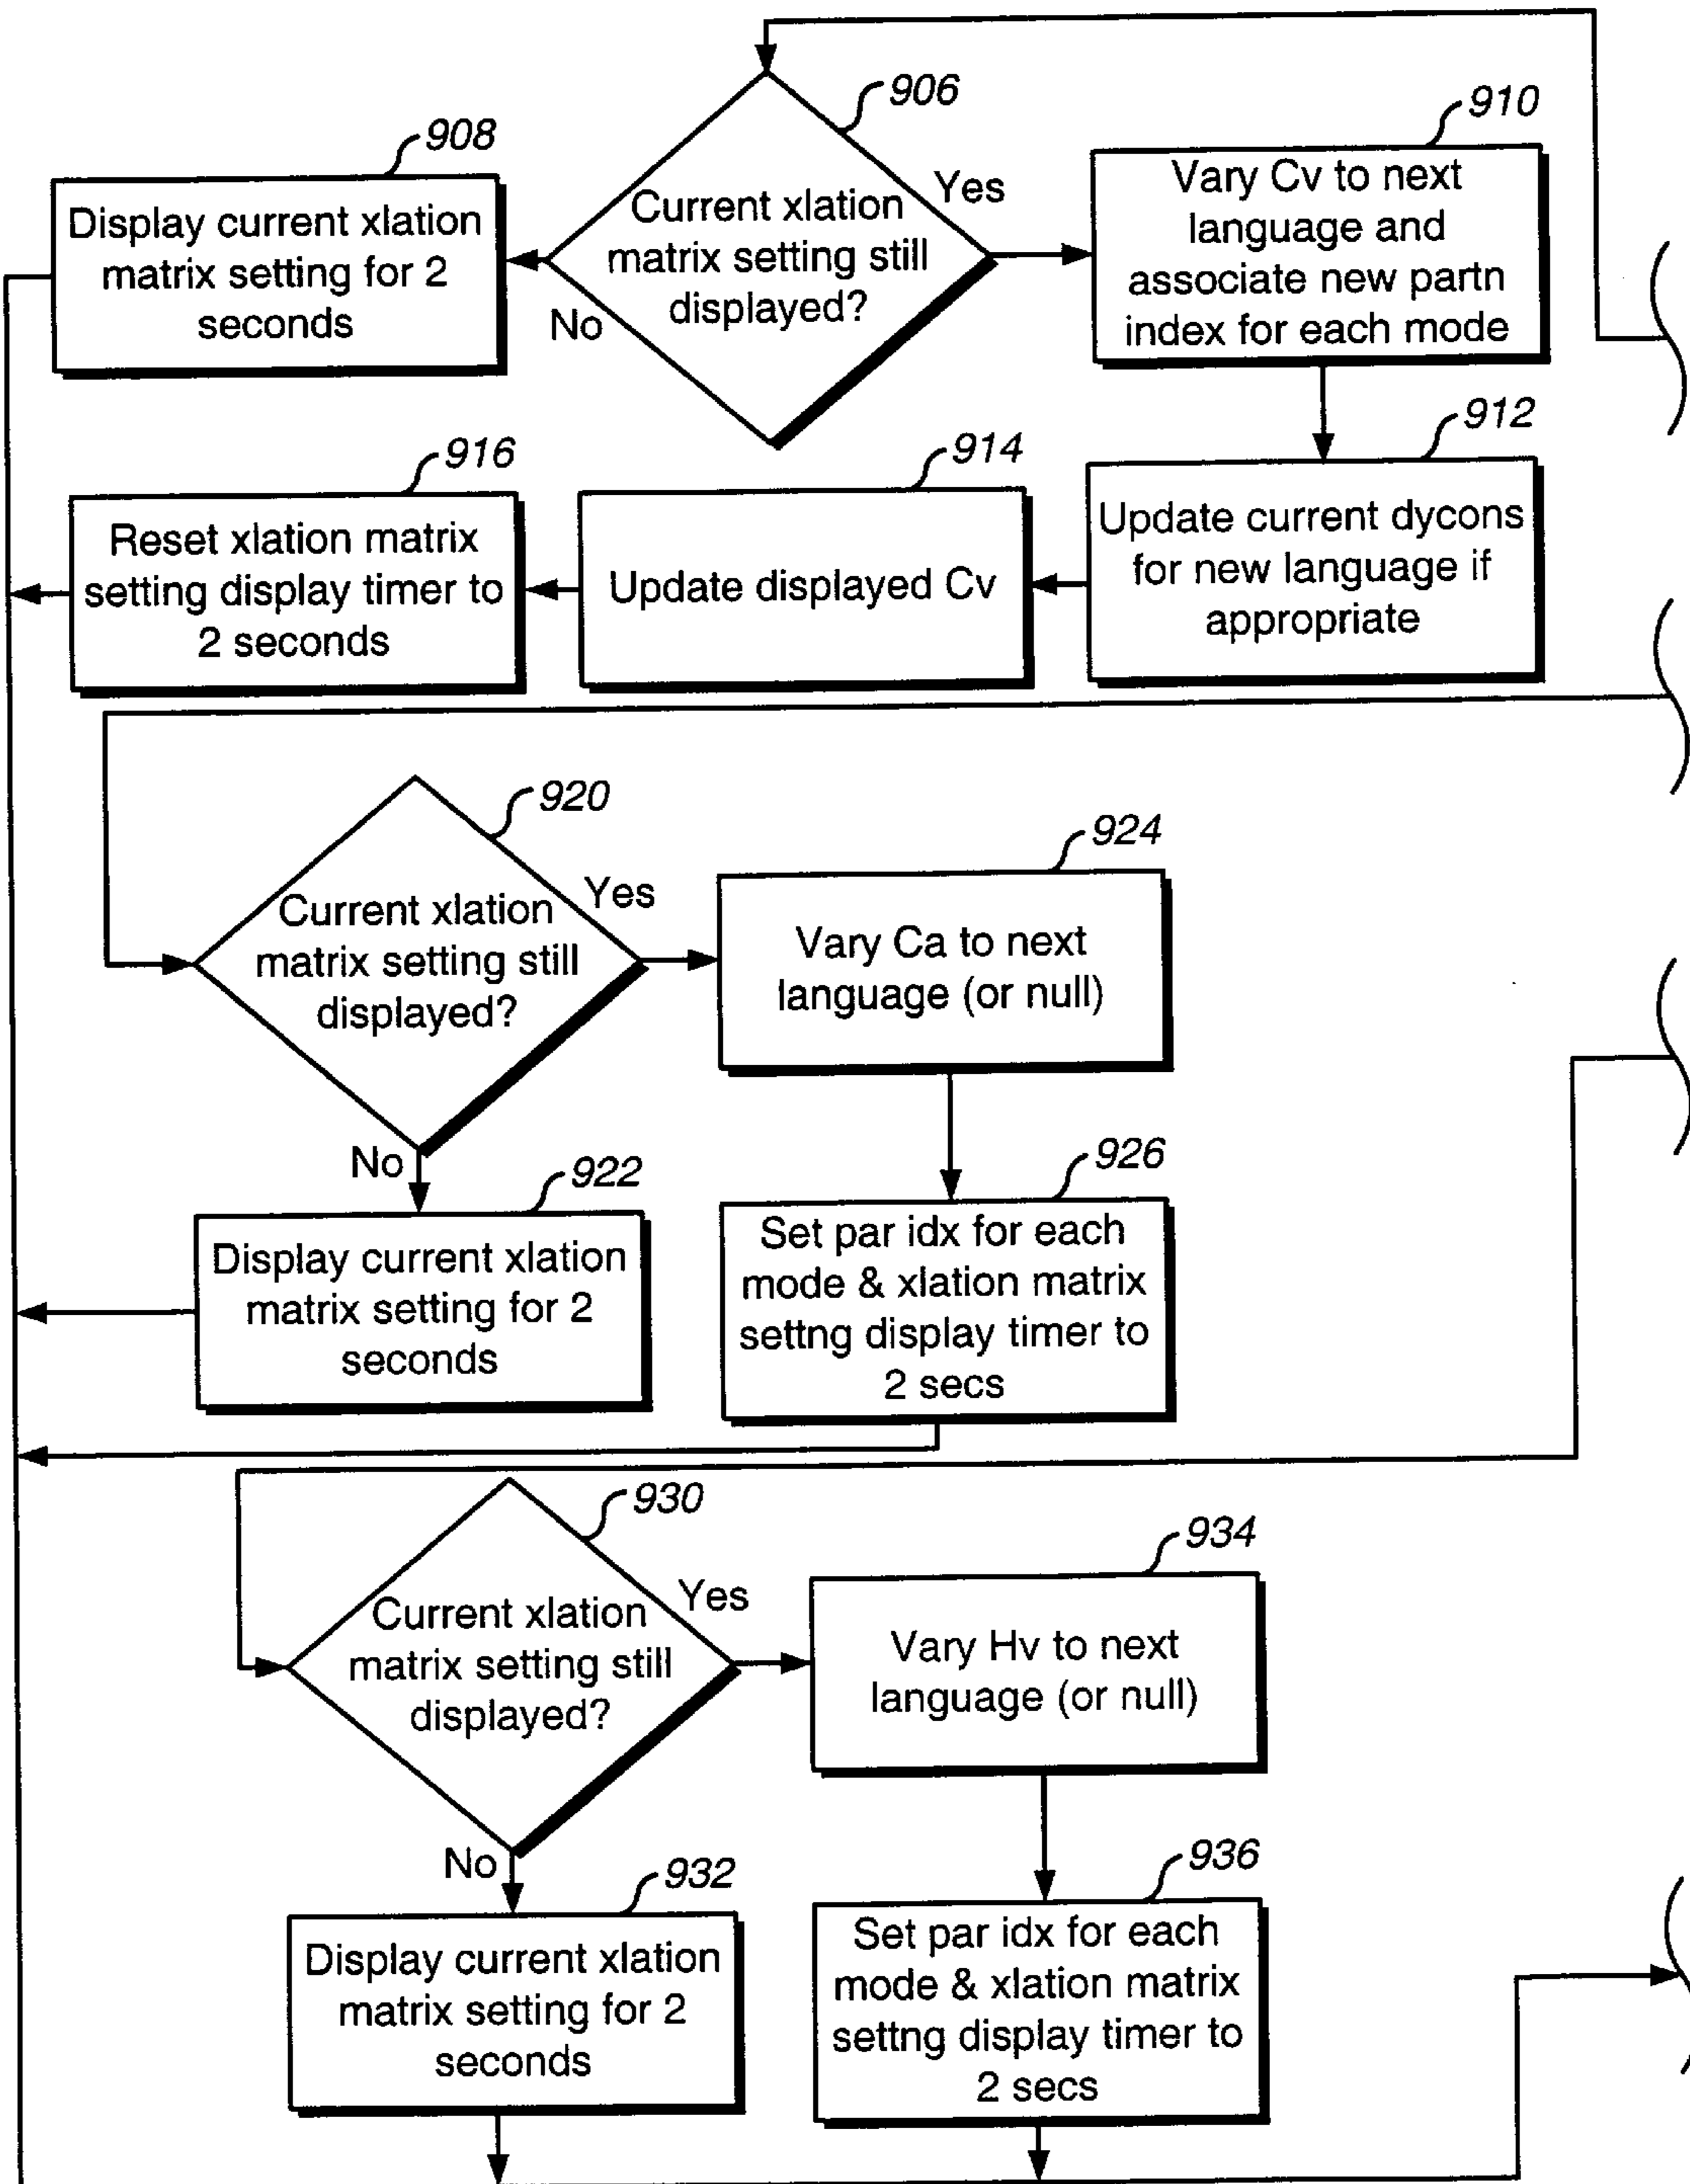 906
Current xlation
matrix setting still
displayed?
Yes
No
908
Display current xlation
matrix setting for 2
seconds
910
Vary Cv to next
language and
associate new partn
index for each mode
912
Update current dycons
for new language if
appropriate
914
Update displayed Cv
916
Reset xlation matrix
setting display timer to
2 seconds
920
Current xlation
matrix setting still
displayed?
Yes
No
924
Vary Ca to next
language (or null)
922
Display current xlation
matrix setting for 2
seconds
926
Set par idx for each
mode & xlation matrix
settng display timer to
2 secs
930
Current xlation
matrix setting still
displayed?
Yes
No
934
Vary Hv to next
language (or null)
932
Display current xlation
matrix setting for 2
seconds
936
Set par idx for each
mode & xlation matrix
settng display timer to
2 secs